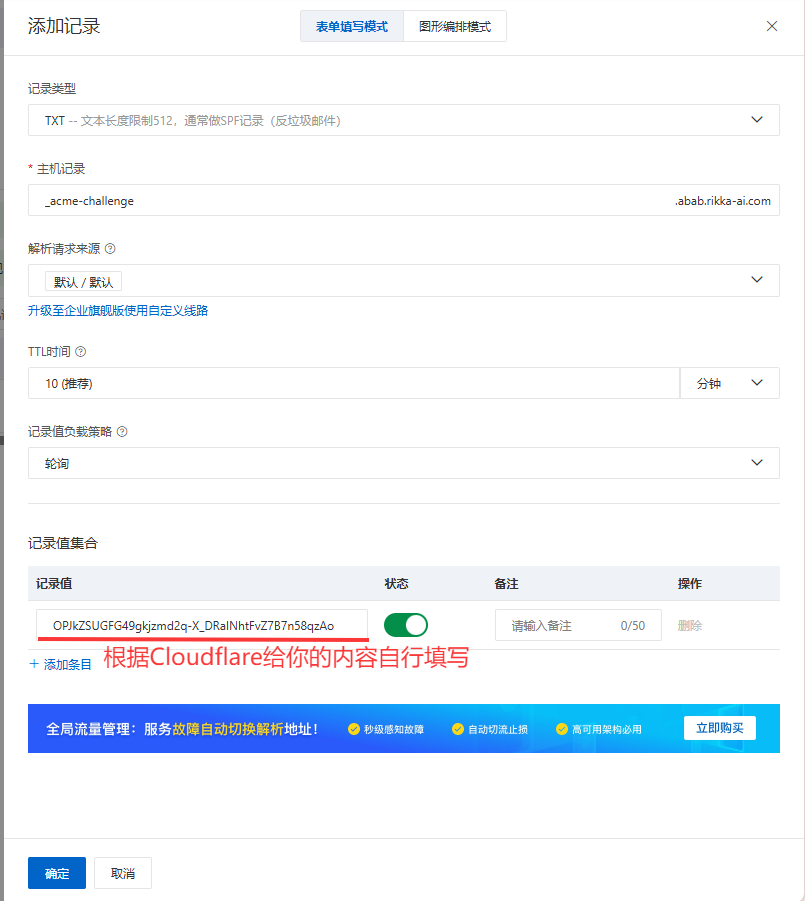 添加记录
表单填写模式 图形编排模式
记录类型
TXT -- 文本长度限制512，通常做SPF记录（反垃圾邮件）
* 主机记录
_acme-challenge .abab.rikka-ai.com
解析请求来源
默认 / 默认
升级至企业旗舰版使用自定义线路
TTL时间
10 (推荐) 分钟
记录值负载策略
轮询
记录值集合
记录值 状态 备注 操作
OPJkZSUGFG49gkjzmd2q-X_DRaINhtFvZ7B7n58qzAo 请输入备注 0/50 删除
+ 添加条目 根据Cloudflare给你的内容自行填写
全局流量管理：服务故障自动切换解析地址！ 秒级感知故障 自动切流止损 高可用架构必用 立即购买
确定 取消